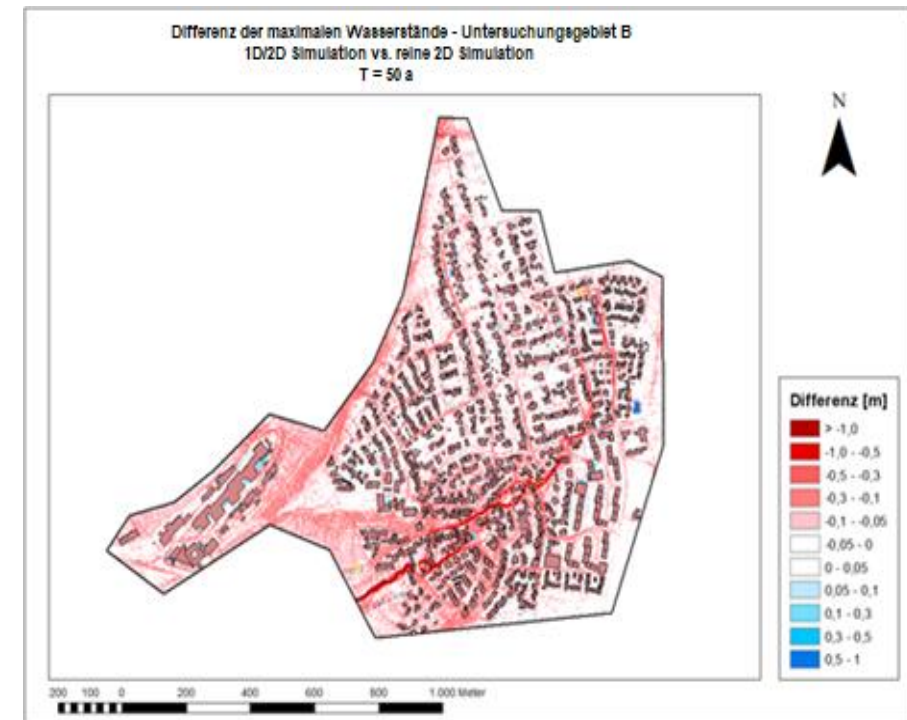 Differenz der maximalen Wasserstände - Untersuchungsgebiet B
1D/2D Simulation vs. reine 2D Simulation
T = 50 a
N
Differenz [m]
> -1,0
-1,0 - -0,5
-0,5 - -0,3
-0,3 - -0,1
-0,1 - -0,05
-0,05 - 0
0 - 0,05
0,05 - 0,1
0,1 - 0,3
0,3 - 0,5
0,5 - 1
200 100 0 200 400 600 800 1.000 Meter